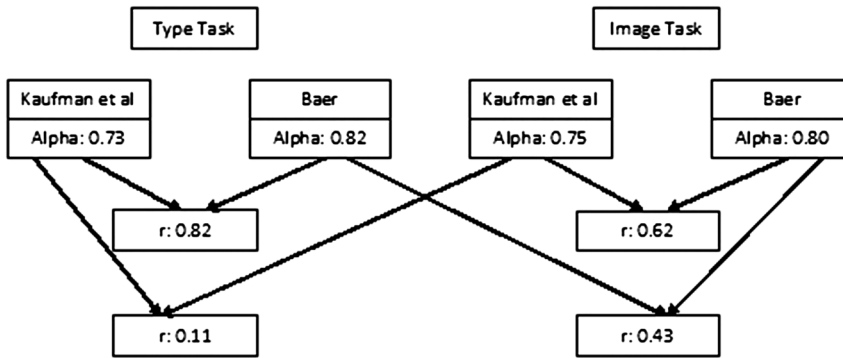 Type Task
Image Task
Kaufman et al
Alpha: 0.73
Baer
Alpha: 0.82
Kaufman et al
Alpha: 0.75
Baer
Alpha: 0.80
r: 0.82
r: 0.62
r: 0.11
r: 0.43